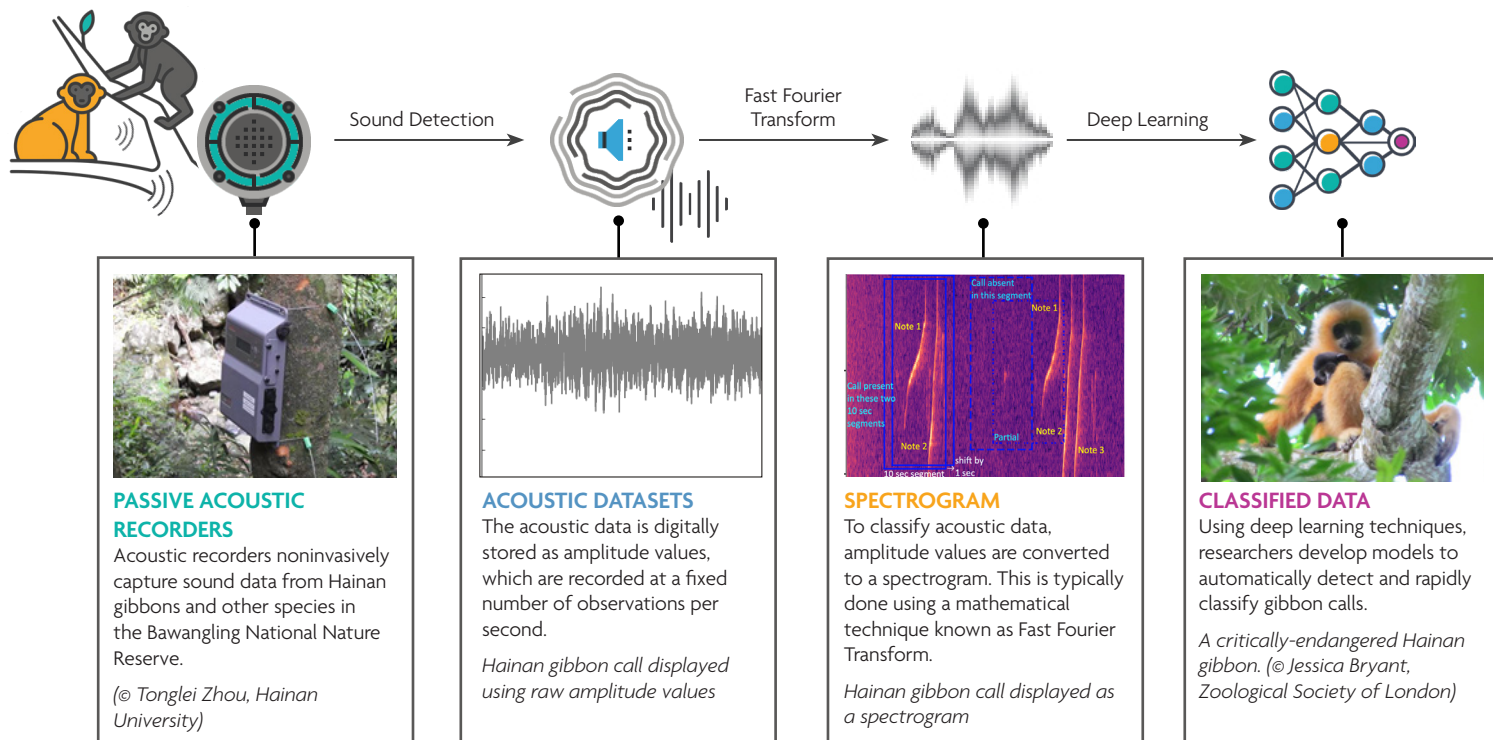 Sound Detection
Fast Fourier
Transform
Deep Learning
PASSIVE ACOUSTIC
RECORDERS
Acoustic recorders noninvasively
capture sound data from Hainan
gibbons and other species in
the Bawangling National Nature
Reserve.
(© Tonglei Zhou, Hainan
University)
ACOUSTIC DATASETS
The acoustic data is digitally
stored as amplitude values,
which are recorded at a fixed
number of observations per
second.
Hainan gibbon call displayed
using raw amplitude values
Call absent
in this segment
Note 1
Note 1
Call present
in these two
10 sec
segments
Note 2
Partial
Note 2
Note 3
10 sec segment
→
shift by
1 sec
SPECTROGRAM
To classify acoustic data,
amplitude values are converted
to a spectrogram. This is typically
done using a mathematical
technique known as Fast Fourier
Transform.
Hainan gibbon call displayed as
a spectrogram
CLASSIFIED DATA
Using deep learning techniques,
researchers develop models to
automatically detect and rapidly
classify gibbon calls.
A critically-endangered Hainan
gibbon. (© Jessica Bryant,
Zoological Society of London)